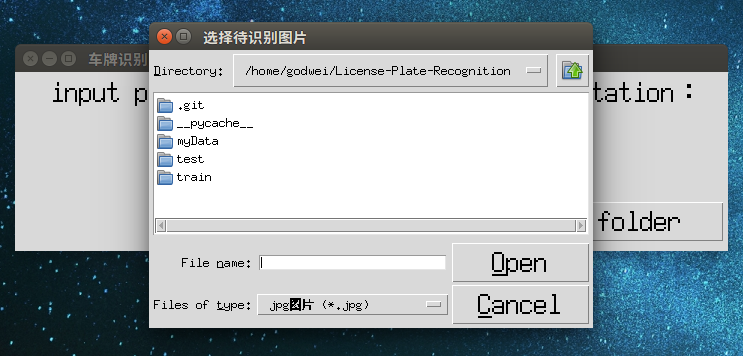 选择待识别图片
车牌识别
Directory: /home/godwei/License-Plate-Recognition
input p
tation:
.git
__pycache__
myData
test
train
folder
File name:
Open
Files of type: jpg图片 (*.jpg)
Cancel